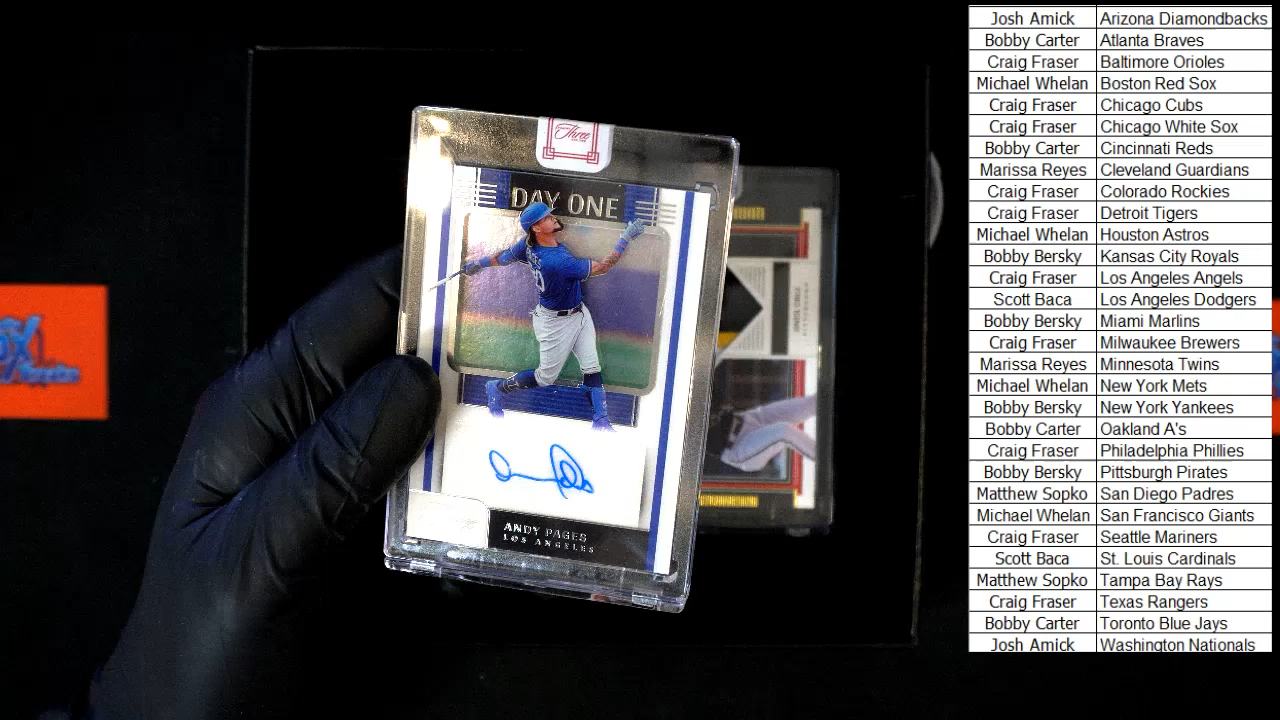 Three
DAY ONE
ANDY PAGES
LOS ANGELES
Josh Amick Arizona Diamondbacks
Bobby Carter Atlanta Braves
Craig Fraser Baltimore Orioles
Michael Whelan Boston Red Sox
Craig Fraser Chicago Cubs
Craig Fraser Chicago White Sox
Bobby Carter Cincinnati Reds
Marissa Reyes Cleveland Guardians
Craig Fraser Colorado Rockies
Craig Fraser Detroit Tigers
Michael Whelan Houston Astros
Bobby Bersky Kansas City Royals
Craig Fraser Los Angeles Angels
Scott Baca Los Angeles Dodgers
Bobby Bersky Miami Marlins
Craig Fraser Milwaukee Brewers
Marissa Reyes Minnesota Twins
Michael Whelan New York Mets
Bobby Bersky New York Yankees
Bobby Carter Oakland A's
Craig Fraser Philadelphia Phillies
Bobby Bersky Pittsburgh Pirates
Matthew Sopko San Diego Padres
Michael Whelan San Francisco Giants
Craig Fraser Seattle Mariners
Scott Baca St. Louis Cardinals
Matthew Sopko Tampa Bay Rays
Craig Fraser Texas Rangers
Bobby Carter Toronto Blue Jays
Josh Amick Washington Nationals